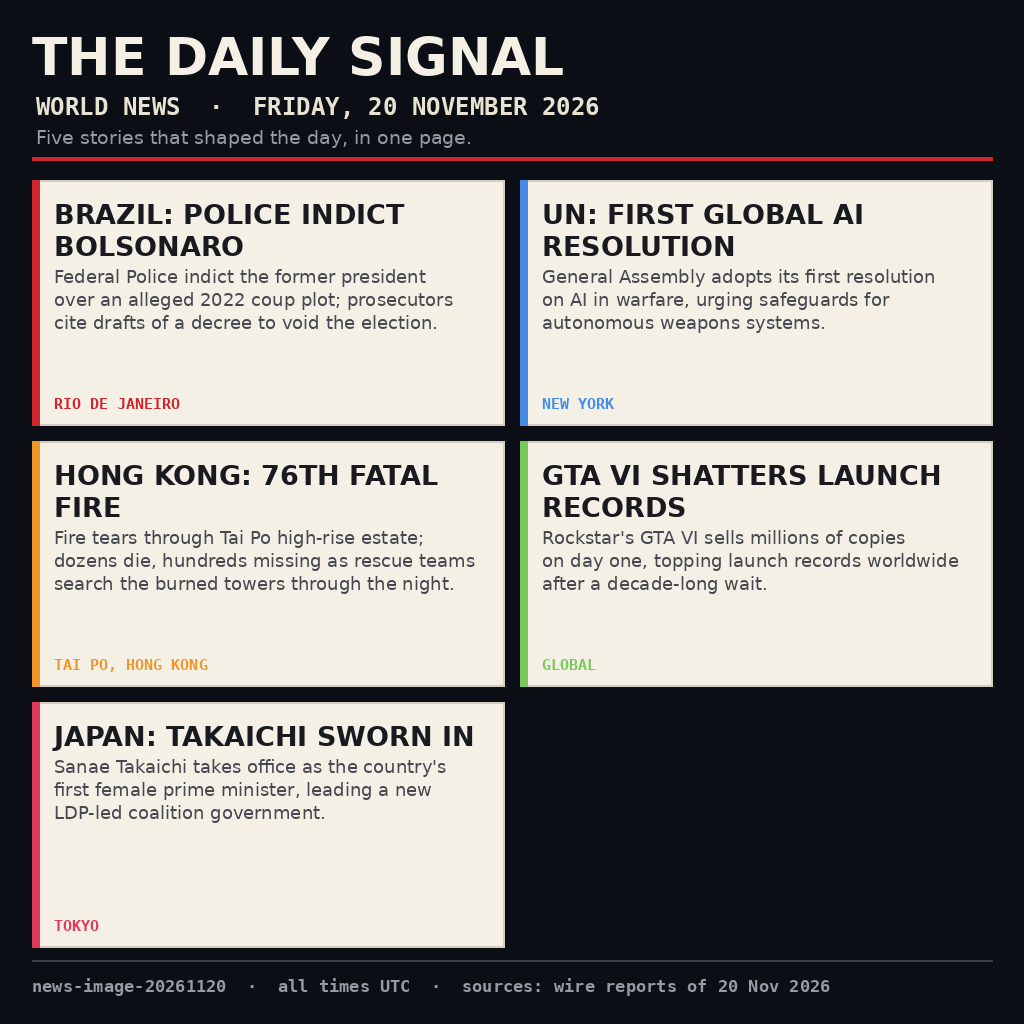 THE DAILY SIGNAL
WORLD NEWS · FRIDAY, 20 NOVEMBER 2026
Five stories that shaped the day, in one page.
BRAZIL: POLICE INDICT
BOLSONARO
Federal Police indict the former president
over an alleged 2022 coup plot; prosecutors
cite drafts of a decree to void the election.
RIO DE JANEIRO
UN: FIRST GLOBAL AI
RESOLUTION
General Assembly adopts its first resolution
on AI in warfare, urging safeguards for
autonomous weapons systems.
NEW YORK
HONG KONG: 76TH FATAL
FIRE
Fire tears through Tai Po high-rise estate;
dozens die, hundreds missing as rescue teams
search the burned towers through the night.
TAI PO, HONG KONG
GTA VI SHATTERS LAUNCH
RECORDS
Rockstar's GTA VI sells millions of copies
on day one, topping launch records worldwide
after a decade-long wait.
GLOBAL
JAPAN: TAKAICHI SWORN IN
Sanae Takaichi takes office as the country's
first female prime minister, leading a new
LDP-led coalition government.
TOKYO
news-image-20261120 · all times UTC · sources: wire reports of 20 Nov 2026